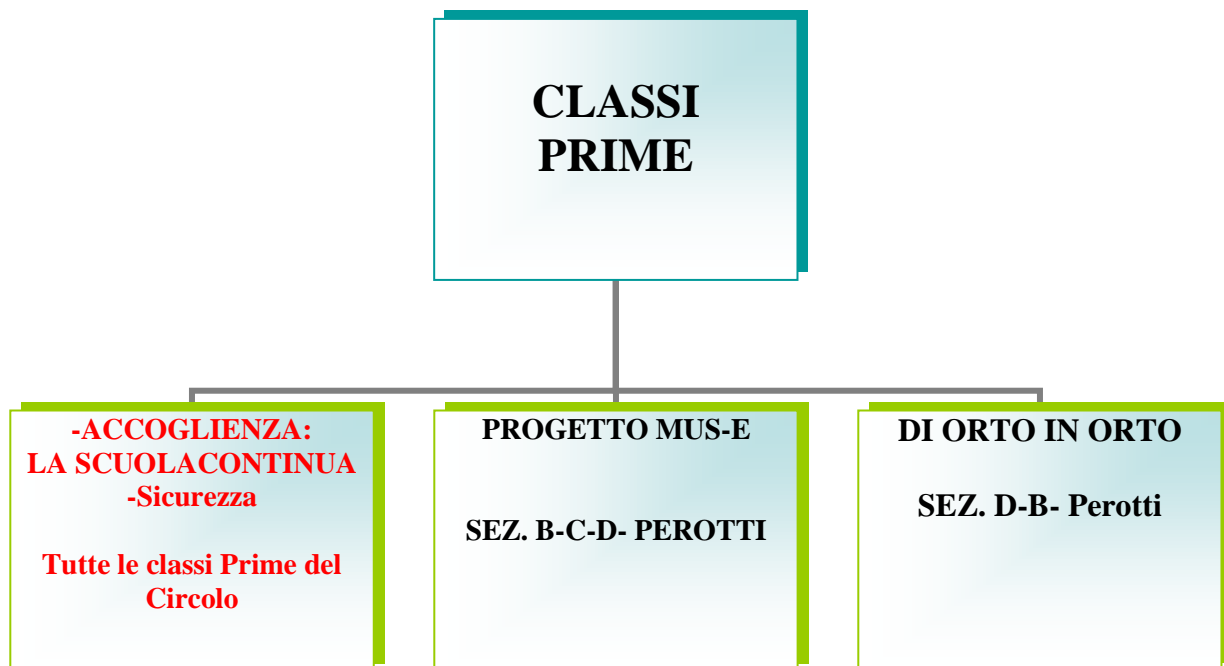 CLASSI
PRIME
-ACCOGLIENZA:
LA SCUOLACONTINUA
-Sicurezza
Tutte le classi Prime del
Circolo
PROGETTO MUS-E
SEZ. B-C-D- PEROTTI
DI ORTO IN ORTO
SEZ. D-B- Perotti